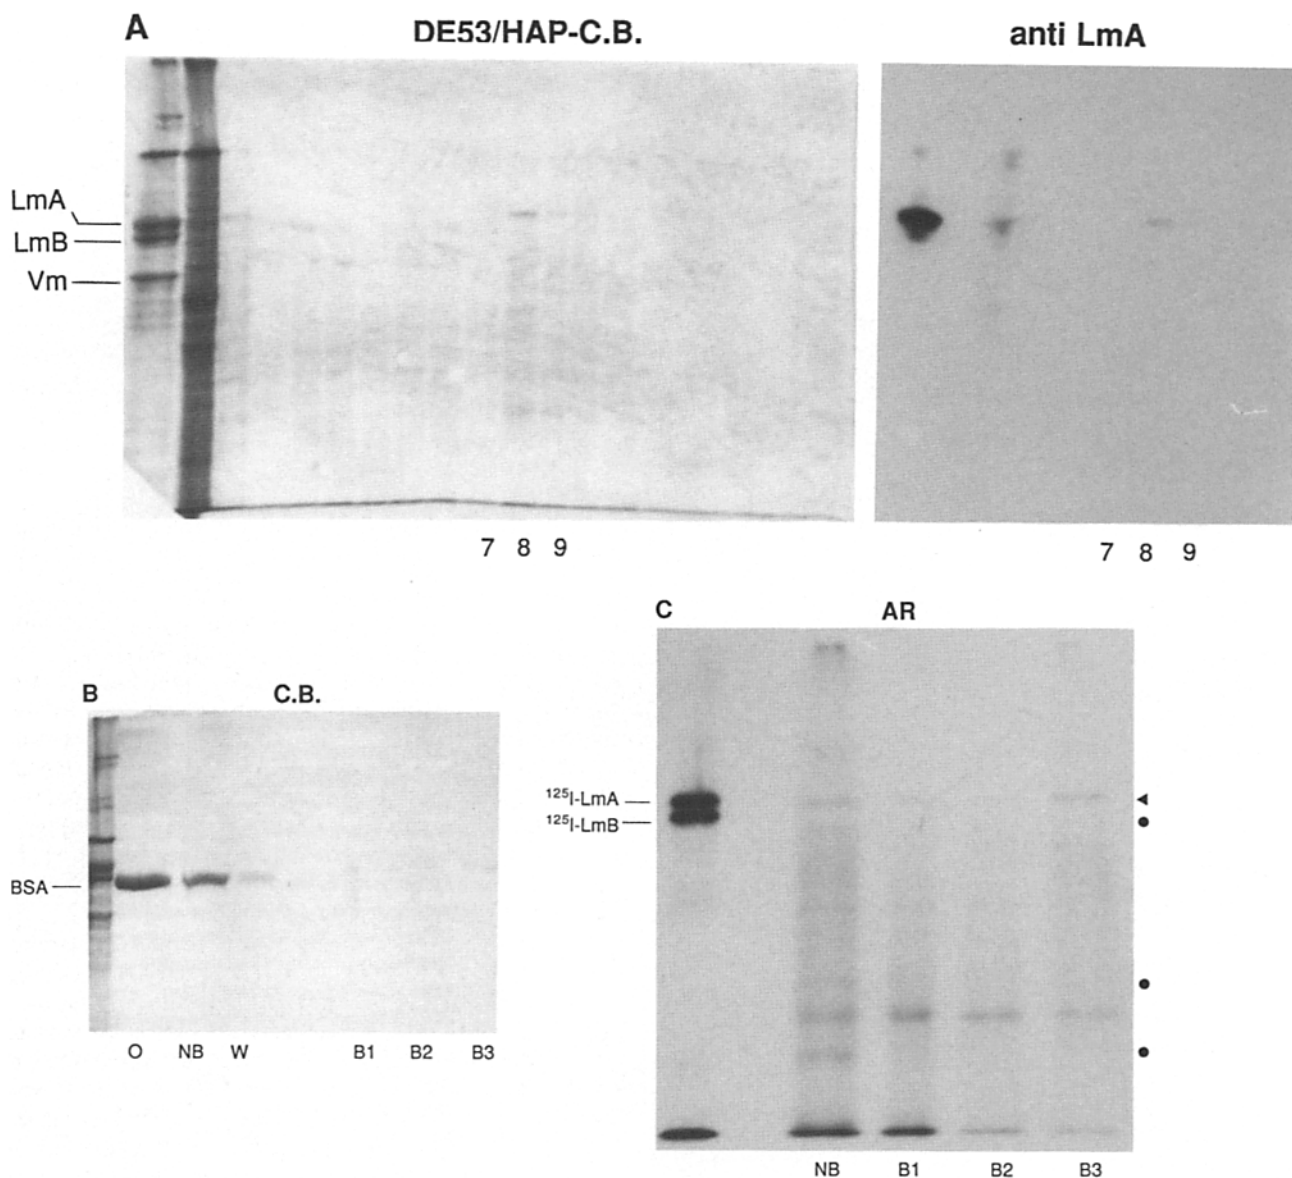 A
DE53/HAP-C.B.
anti LmA
LmA
LmB
Vm
7 8 9
7 8 9
B
C.B.
BSA
O NB W B1 B2 B3
C
AR
¹²⁵I-LmA
¹²⁵I-LmB
NB B1 B2 B3